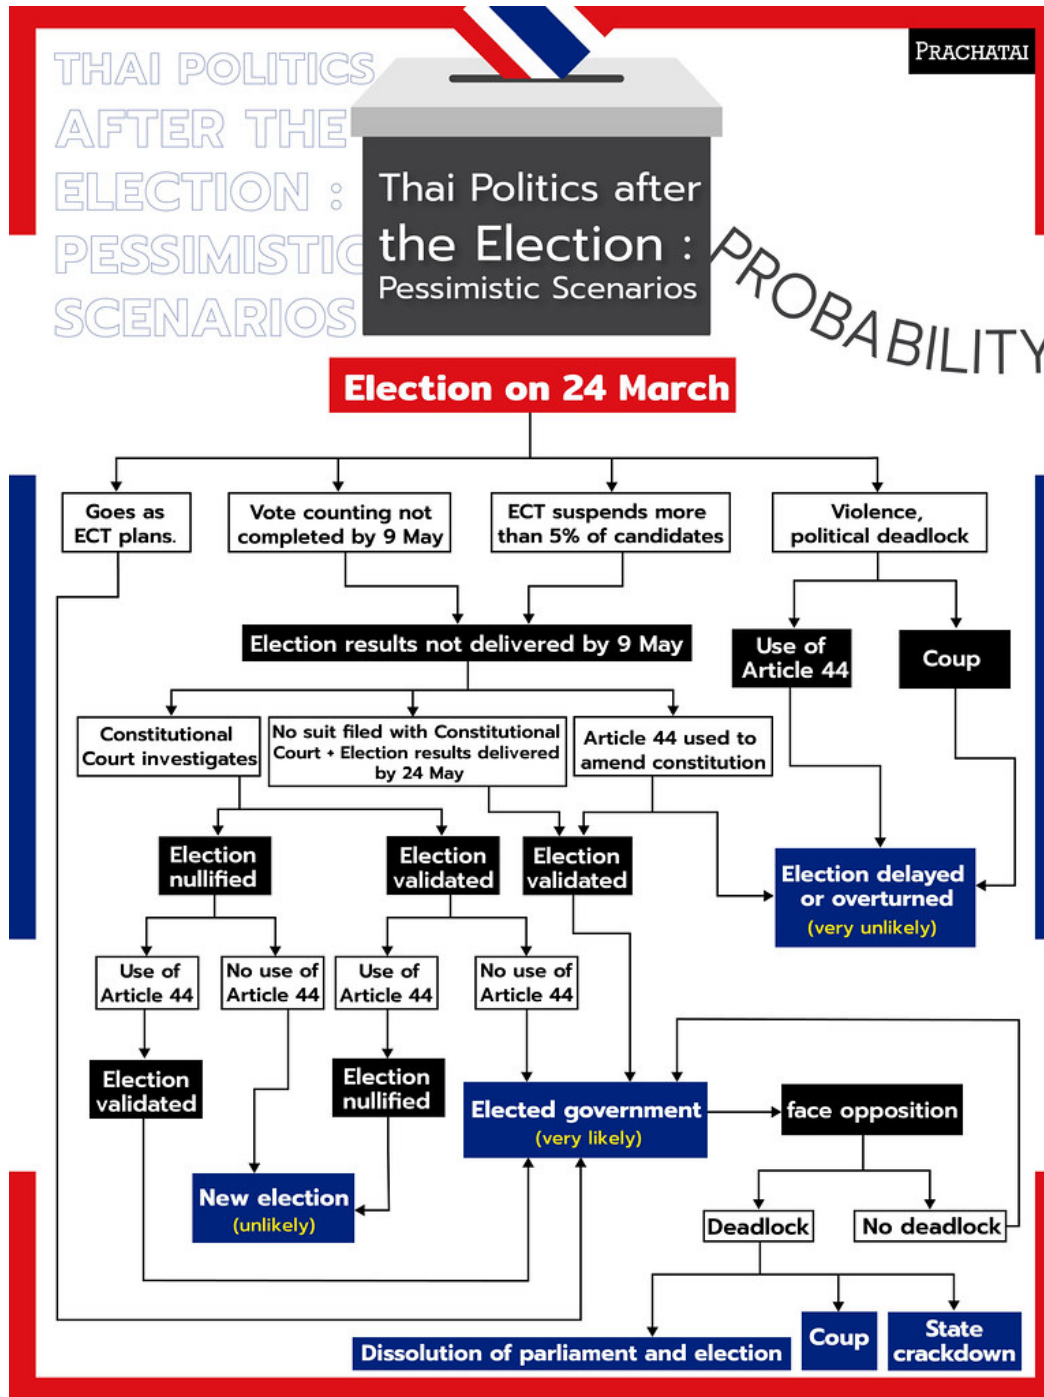 THAI POLITICS
AFTER THE
ELECTION :
PESSIMISTIC
SCENARIOS
PRACHATAI
Thai Politics after
the Election :
Pessimistic Scenarios
PROBABILITY
Election on 24 March
Goes as
ECT plans.
Vote counting not
completed by 9 May
ECT suspends more
than 5% of candidates
Violence,
political deadlock
Election results not delivered by 9 May
Use of
Article 44
Coup
Constitutional
Court investigates
No suit filed with Constitutional
Court + Election results delivered
by 24 May
Article 44 used to
amend constitution
Election
nullified
Election
validated
Election
validated
Election delayed
or overturned
(very unlikely)
Use of
Article 44
No use of
Article 44
Use of
Article 44
No use of
Article 44
Election
validated
Election
nullified
Elected government
(very likely)
face opposition
New election
(unlikely)
Deadlock
No deadlock
Dissolution of parliament and election
Coup
State
crackdown